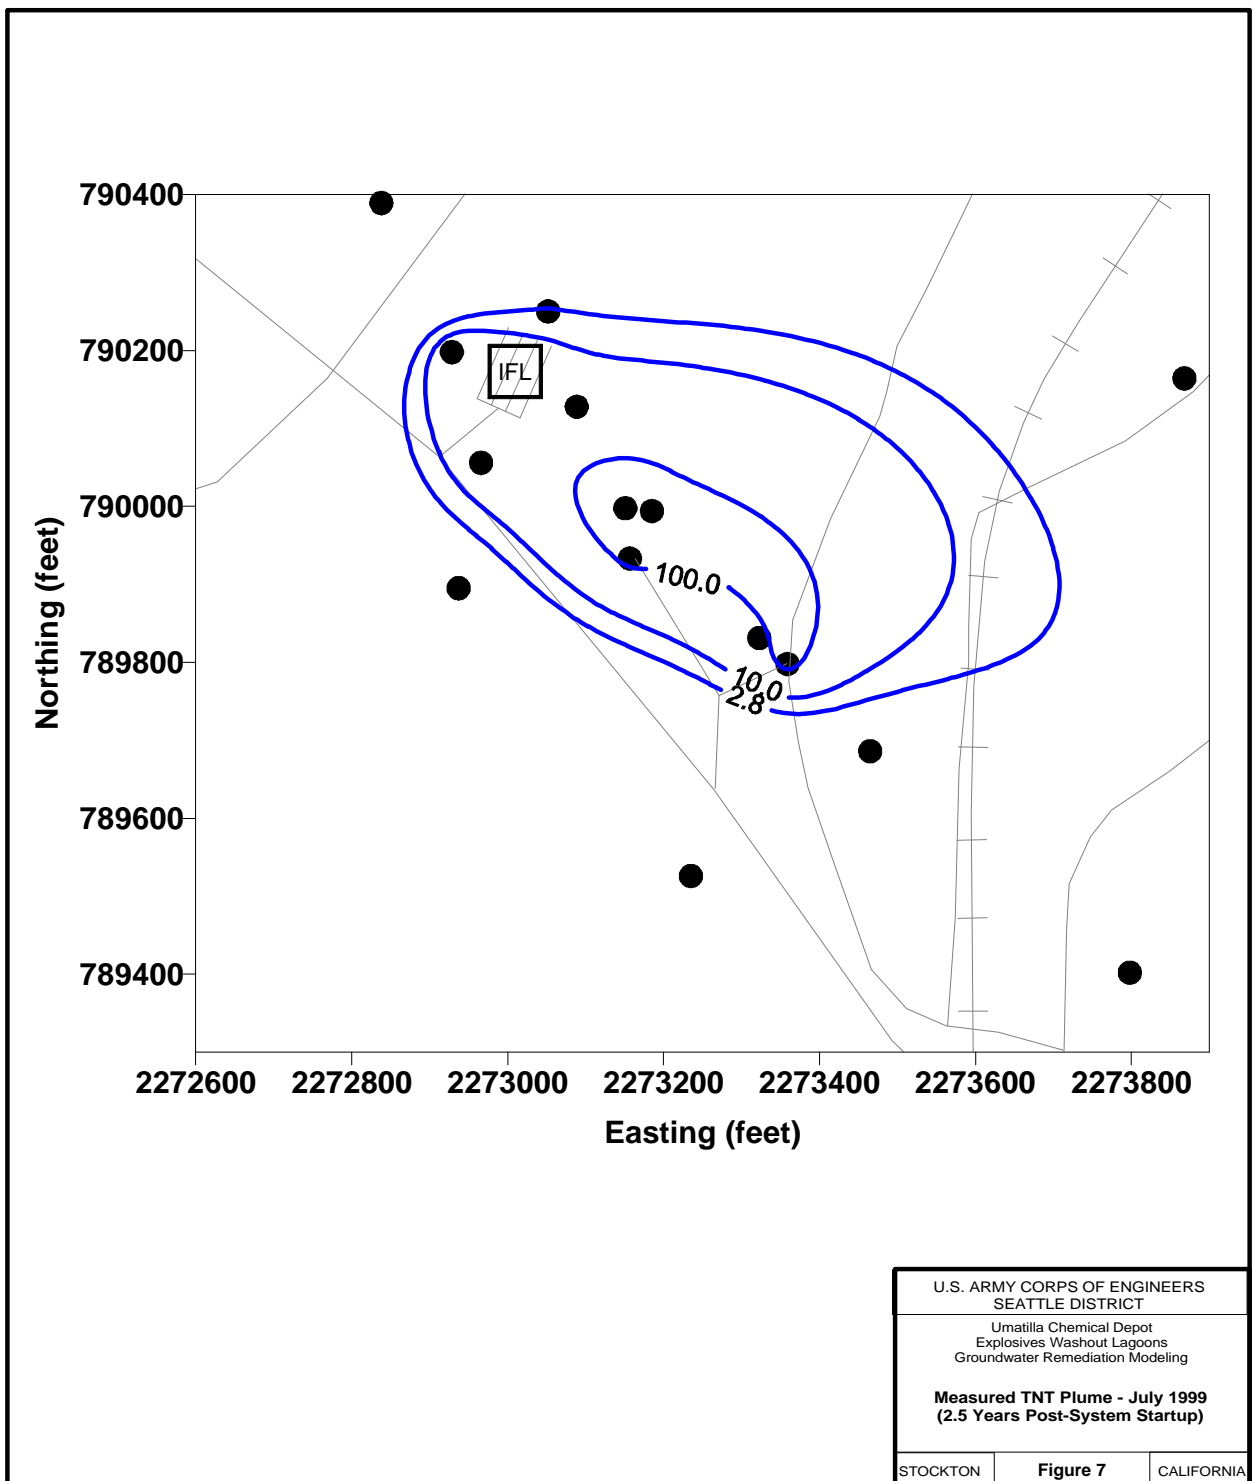 790400
790200
790000
789800
789600
789400
Northing (feet)
IFL
100.0
10.0
2.8
2272600 2272800 2273000 2273200 2273400 2273600 2273800
Easting (feet)
U.S. ARMY CORPS OF ENGINEERS
SEATTLE DISTRICT
Umatilla Chemical Depot
Explosives Washout Lagoons
Groundwater Remediation Modeling
Measured TNT Plume - July 1999
(2.5 Years Post-System Startup)
STOCKTON Figure 7 CALIFORNIA